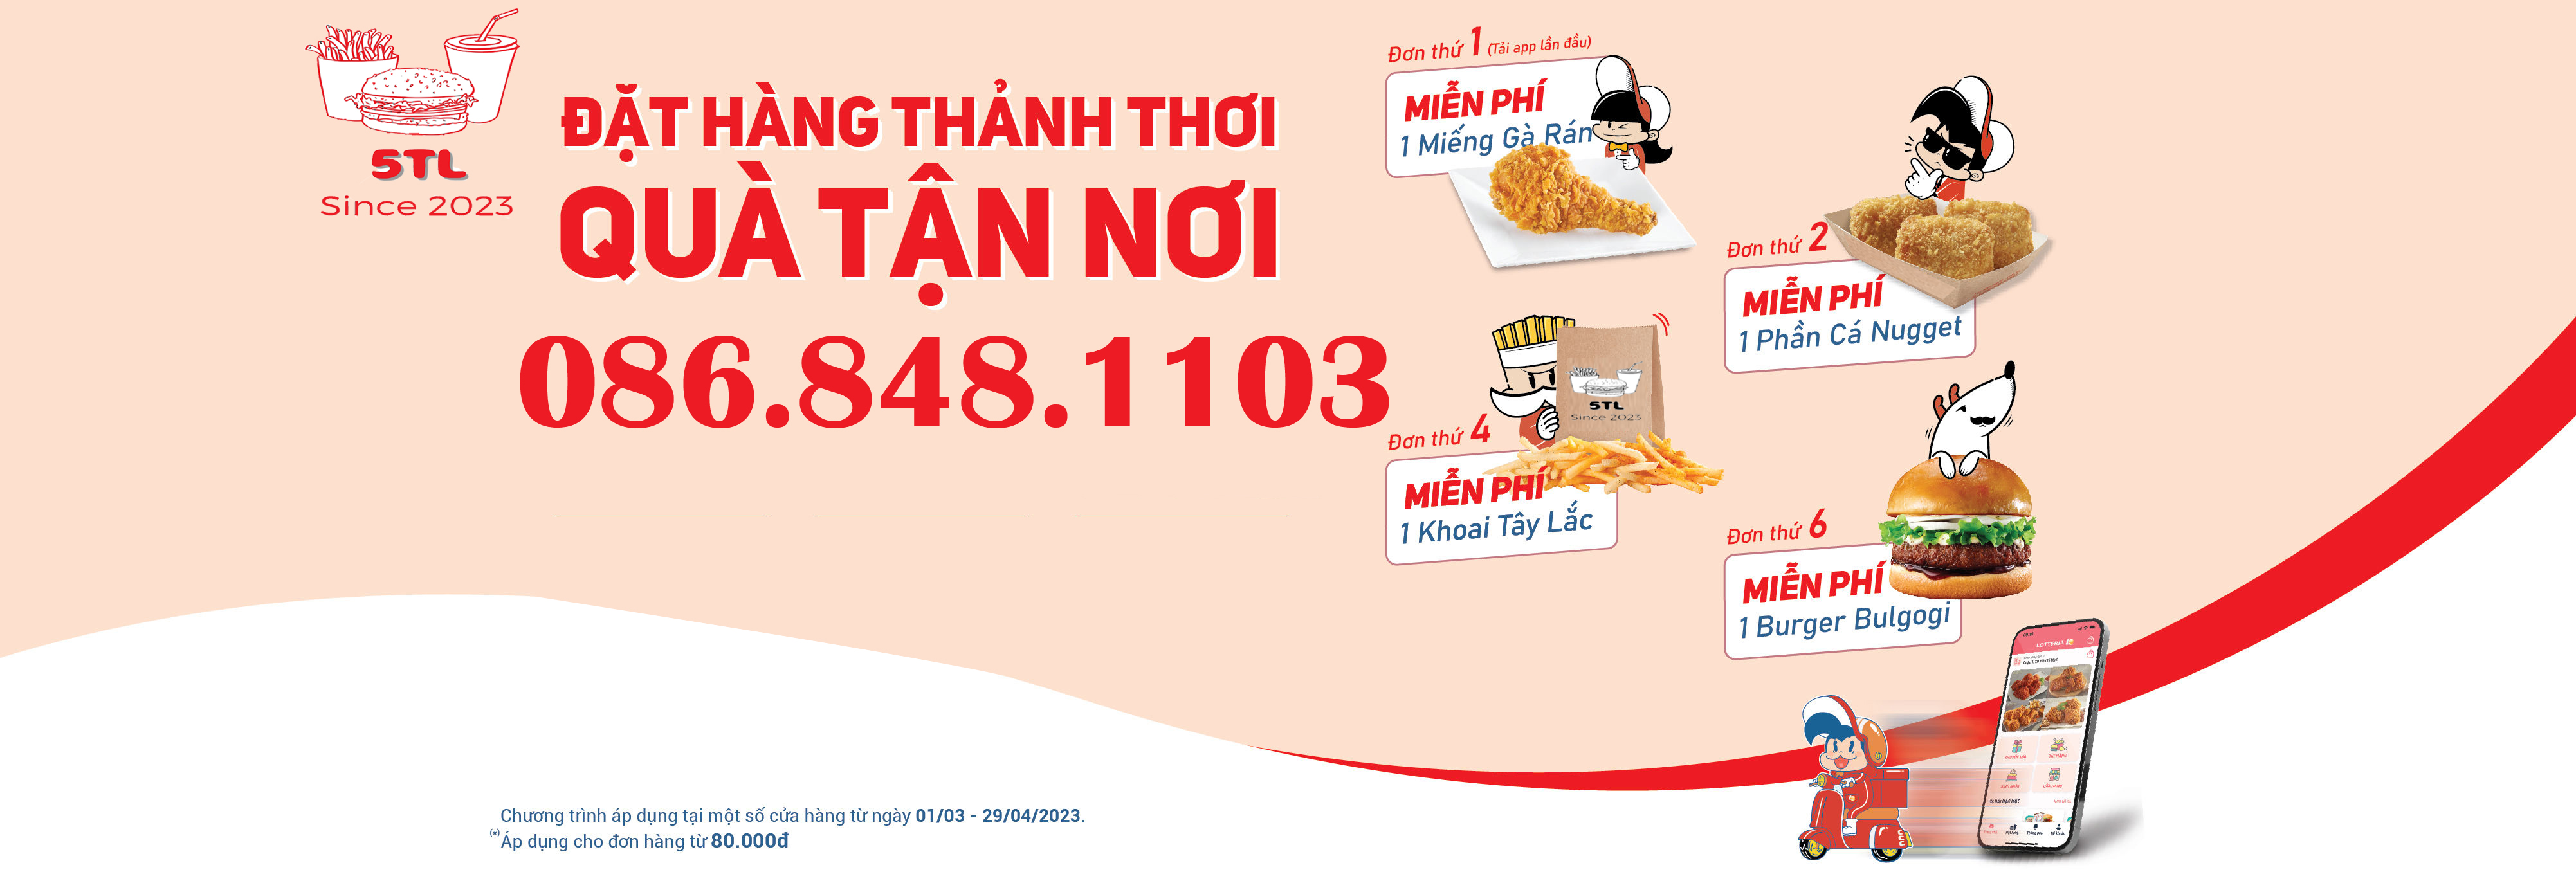 5TL
Since 2023
ĐẶT HÀNG THẢNH THƠI
QUÀ TẬN NƠI
086.848.1103
Đơn thứ 1 (Tải app lần đầu)
MIỄN PHÍ
1 Miếng Gà Rán
Đơn thứ 2
MIỄN PHÍ
1 Phần Cá Nugget
5TL
Since 2023
Đơn thứ 4
MIỄN PHÍ
1 Khoai Tây Lắc
Đơn thứ 6
MIỄN PHÍ
1 Burger Bulgogi
LOTTERIA
Chương trình áp dụng tại một số cửa hàng từ ngày 01/03 - 29/04/2023.
(*) Áp dụng cho đơn hàng từ 80.000đ